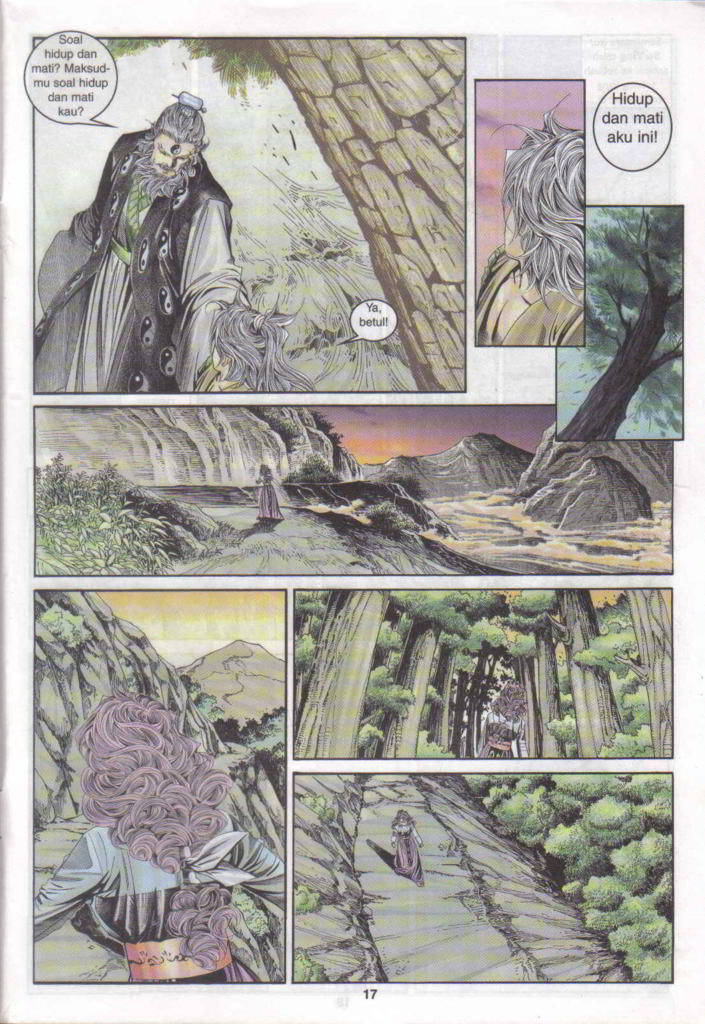 Soal
hidup dan
mati? Maksud-
mu soal hidup
dan mati
kau?
Ya,
betul!
Hidup
dan mati
aku ini!
17